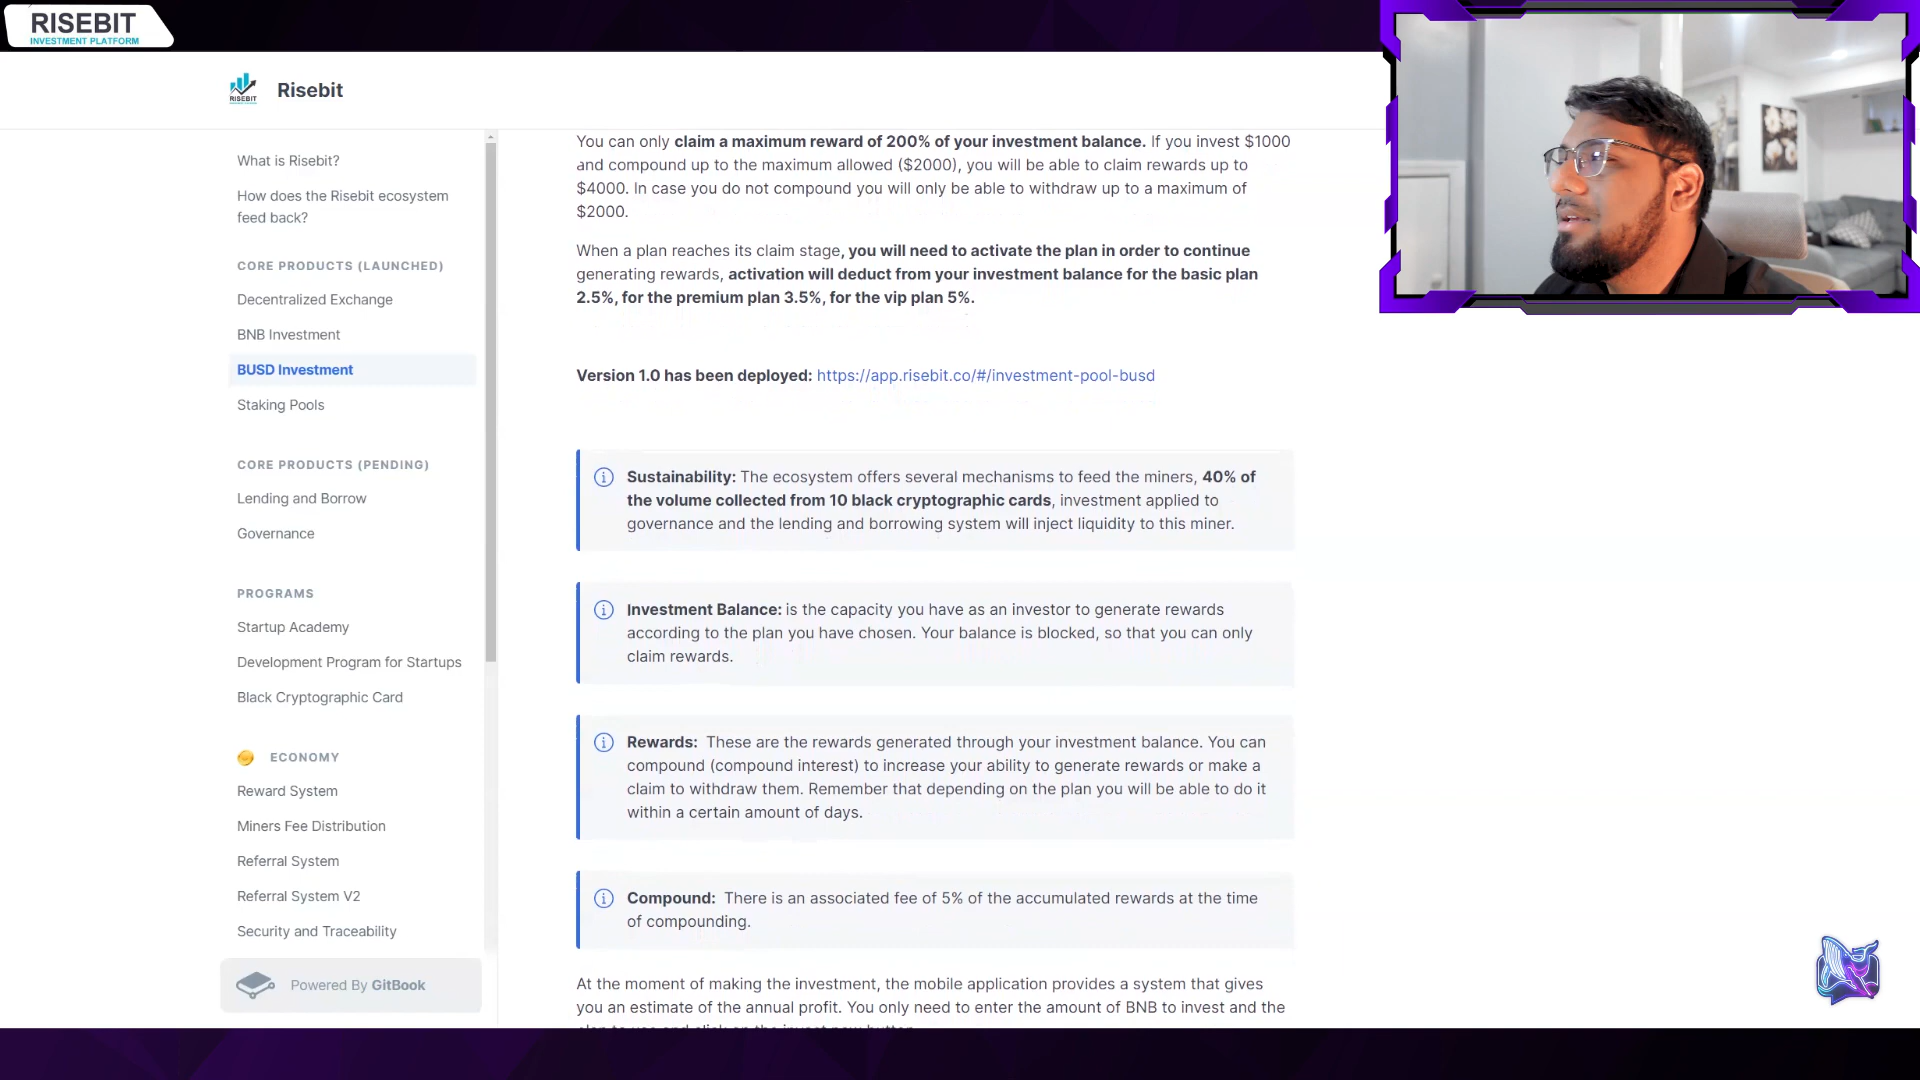 RISEBIT
INVESTMENT PLATFORM
RISEBIT
Risebit
What is Risebit?
How does the Risebit ecosystem
feed back?
CORE PRODUCTS (LAUNCHED)
Decentralized Exchange
BNB Investment
BUSD Investment
Staking Pools
CORE PRODUCTS (PENDING)
Lending and Borrow
Governance
PROGRAMS
Startup Academy
Development Program for Startups
Black Cryptographic Card
ECONOMY
Reward System
Miners Fee Distribution
Referral System
Referral System V2
Security and Traceability
Powered By GitBook
You can only claim a maximum reward of 200% of your investment balance. If you invest $1000
and compound up to the maximum allowed ($2000), you will be able to claim rewards up to
$4000. In case you do not compound you will only be able to withdraw up to a maximum of
$2000.
When a plan reaches its claim stage, you will need to activate the plan in order to continue
generating rewards, activation will deduct from your investment balance for the basic plan
2.5%, for the premium plan 3.5%, for the vip plan 5%.
Version 1.0 has been deployed: https://app.risebit.co/#/investment-pool-busd
Sustainability: The ecosystem offers several mechanisms to feed the miners, 40% of
the volume collected from 10 black cryptographic cards, investment applied to
governance and the lending and borrowing system will inject liquidity to this miner.
Investment Balance: is the capacity you have as an investor to generate rewards
according to the plan you have chosen. Your balance is blocked, so that you can only
claim rewards.
Rewards: These are the rewards generated through your investment balance. You can
compound (compound interest) to increase your ability to generate rewards or make a
claim to withdraw them. Remember that depending on the plan you will be able to do it
within a certain amount of days.
Compound: There is an associated fee of 5% of the accumulated rewards at the time
of compounding.
At the moment of making the investment, the mobile application provides a system that gives
you an estimate of the annual profit. You only need to enter the amount of BNB to invest and the